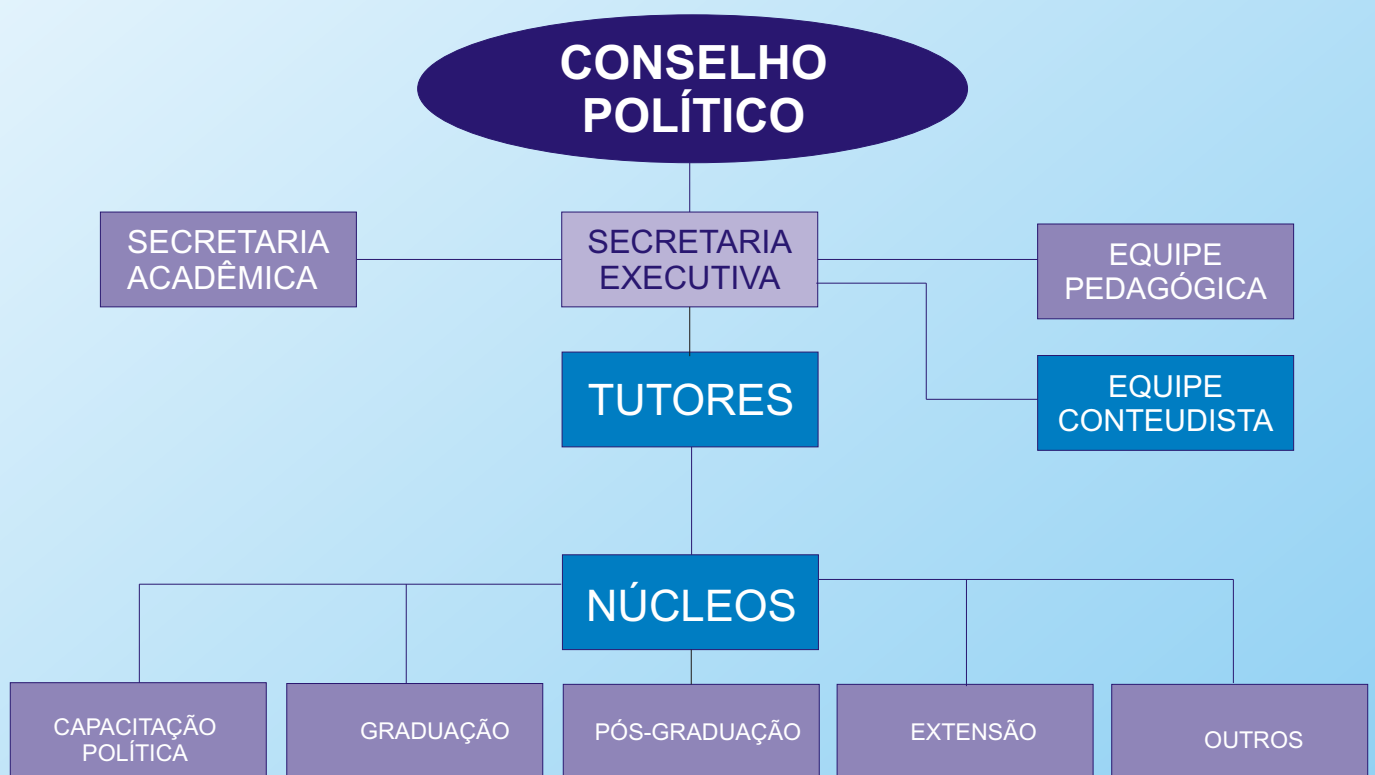 CONSELHO
POLÍTICO
SECRETARIA
ACADÊMICA
SECRETARIA
EXECUTIVA
EQUIPE
PEDAGÓGICA
TUTORES
EQUIPE
CONTEUDISTA
NÚCLEOS
CAPACITAÇÃO
POLÍTICA
GRADUAÇÃO
PÓS-GRADUAÇÃO
EXTENSÃO
OUTROS